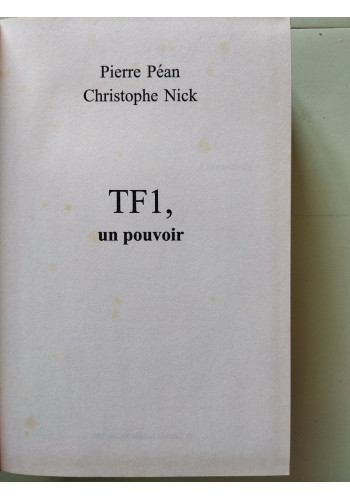 Pierre Péan
Christophe Nick
TF1,
un pouvoir